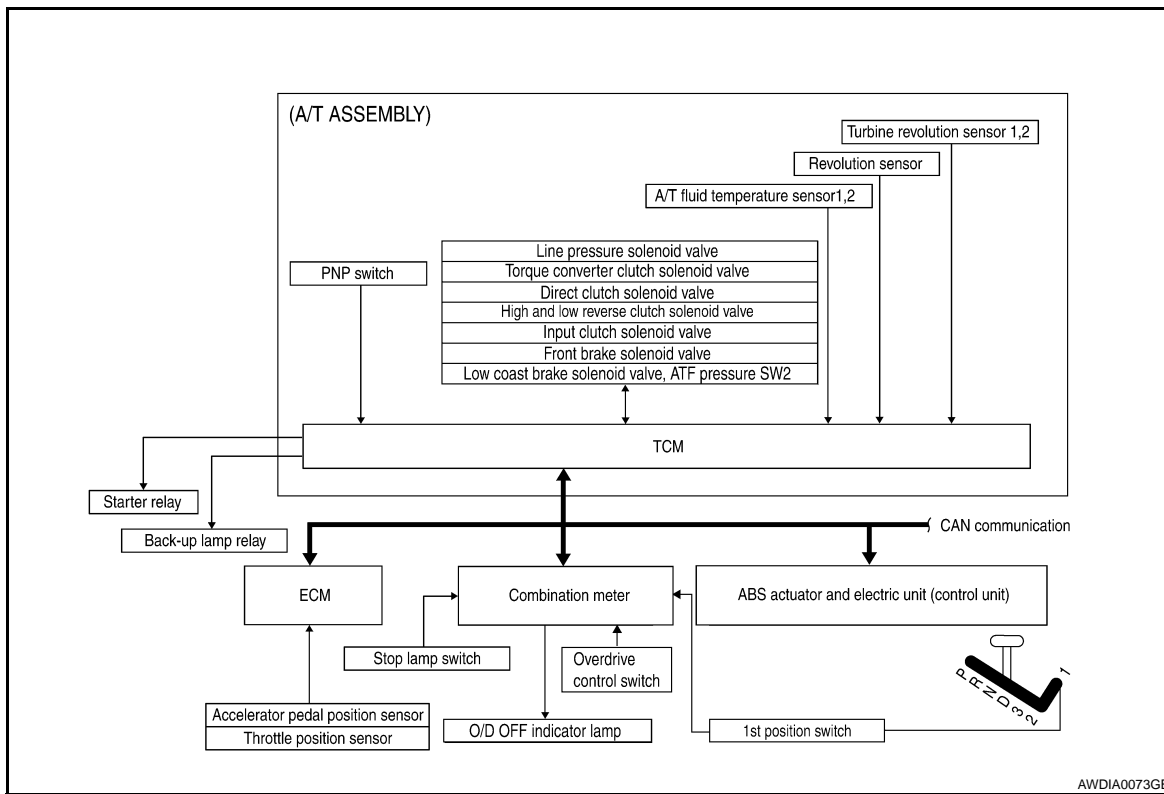 (A/T ASSEMBLY)
Turbine revolution sensor 1,2
Revolution sensor
A/T fluid temperature sensor1,2
Line pressure solenoid valve
PNP switch
Torque converter clutch solenoid valve
Direct clutch solenoid valve
High and low reverse clutch solenoid valve
Input clutch solenoid valve
Front brake solenoid valve
Low coast brake solenoid valve, ATF pressure SW2
TCM
Starter relay
Back-up lamp relay
CAN communication
ECM
Combination meter
ABS actuator and electric unit (control unit)
Stop lamp switch
Overdrive
control switch
P R N D 3 2 1
Accelerator pedal position sensor
Throttle position sensor
O/D OFF indicator lamp
1st position switch